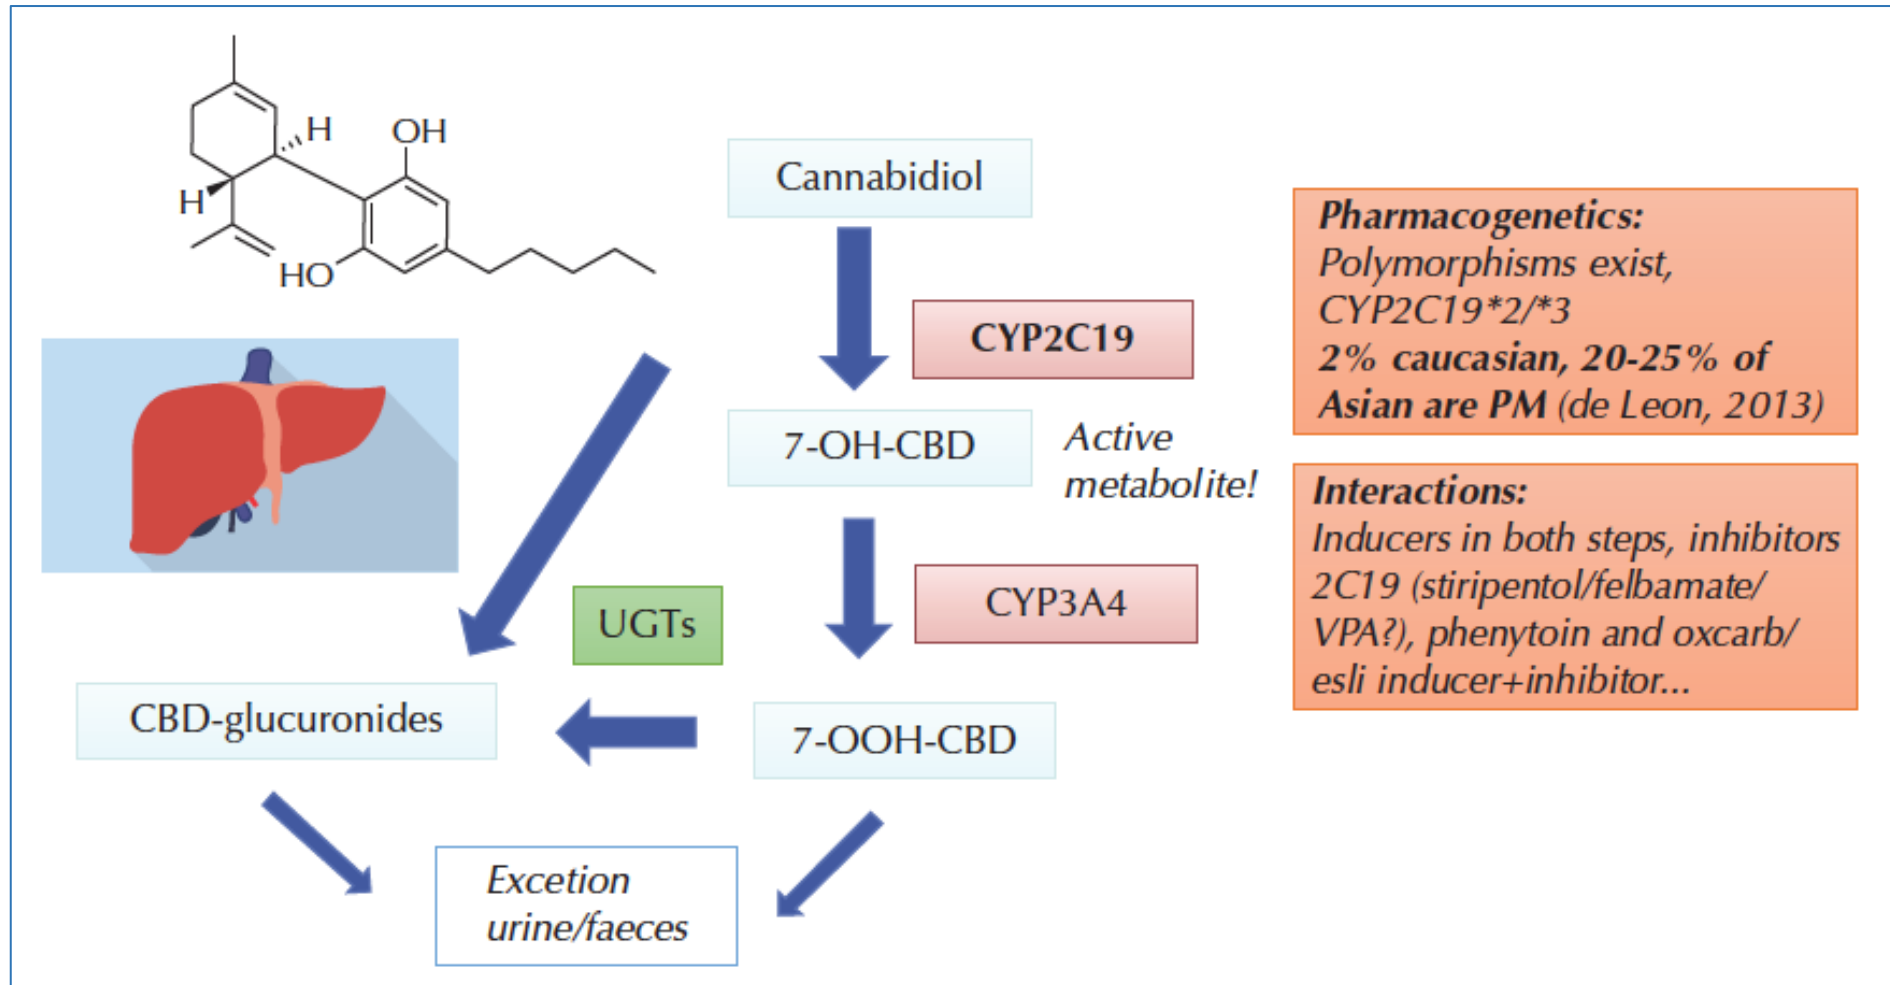 H
OH
H
HO
Cannabidiol
CYP2C19
7-OH-CBD
Active
metabolite!
CYP3A4
UGTs
7-OOH-CBD
CBD-glucuronides
Excetion
urine/faeces
Pharmacogenetics:
Polymorphisms exist,
CYP2C19*2/*3
2% caucasian, 20-25% of
Asian are PM (de Leon, 2013)
Interactions:
Inducers in both steps, inhibitors
2C19 (stiripentol/felbamate/
VPA?), phenytoin and oxcarb/
esli inducer+inhibitor...